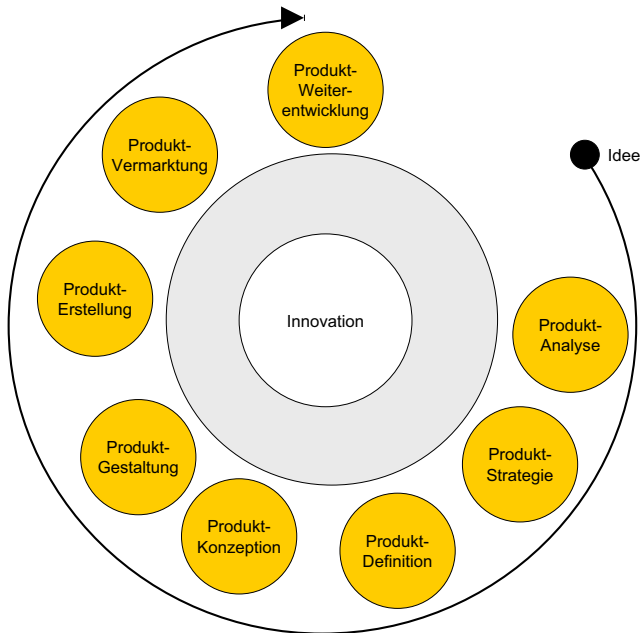 Produkt-
Weiter-
entwicklung
Produkt-
Vermarktung
Idee
Produkt-
Erstellung
Innovation
Produkt-
Analyse
Produkt-
Gestaltung
Produkt-
Strategie
Produkt-
Konzeption
Produkt-
Definition